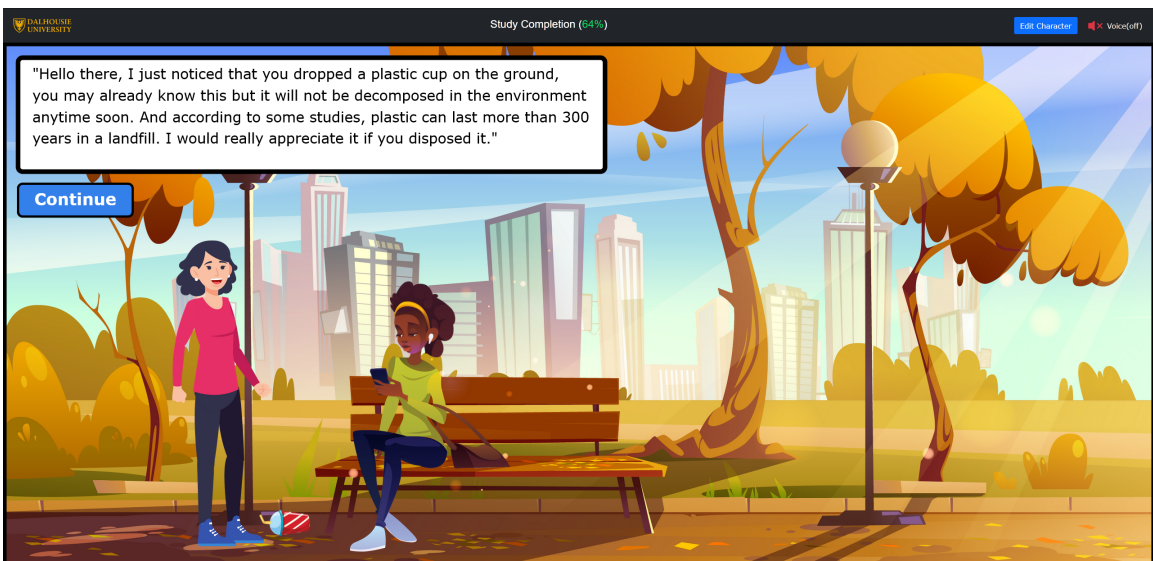 DALHOUSIE
UNIVERSITY
Study Completion (64%)
Edit Character
Voice(off)
"Hello there, I just noticed that you dropped a plastic cup on the ground,
you may already know this but it will not be decomposed in the environment
anytime soon. And according to some studies, plastic can last more than 300
years in a landfill. I would really appreciate it if you disposed it."
Continue